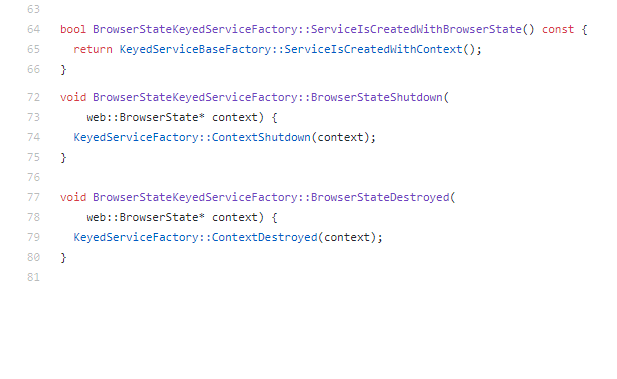 63
64 bool BrowserStateKeyedServiceFactory::ServiceIsCreatedWithBrowserState() const {
65   return KeyedServiceBaseFactory::ServiceIsCreatedWithContext();
66 }
72 void BrowserStateKeyedServiceFactory::BrowserStateShutdown(
73     web::BrowserState* context) {
74   KeyedServiceFactory::ContextShutdown(context);
75 }
76
77 void BrowserStateKeyedServiceFactory::BrowserStateDestroyed(
78     web::BrowserState* context) {
79   KeyedServiceFactory::ContextDestroyed(context);
80 }
81